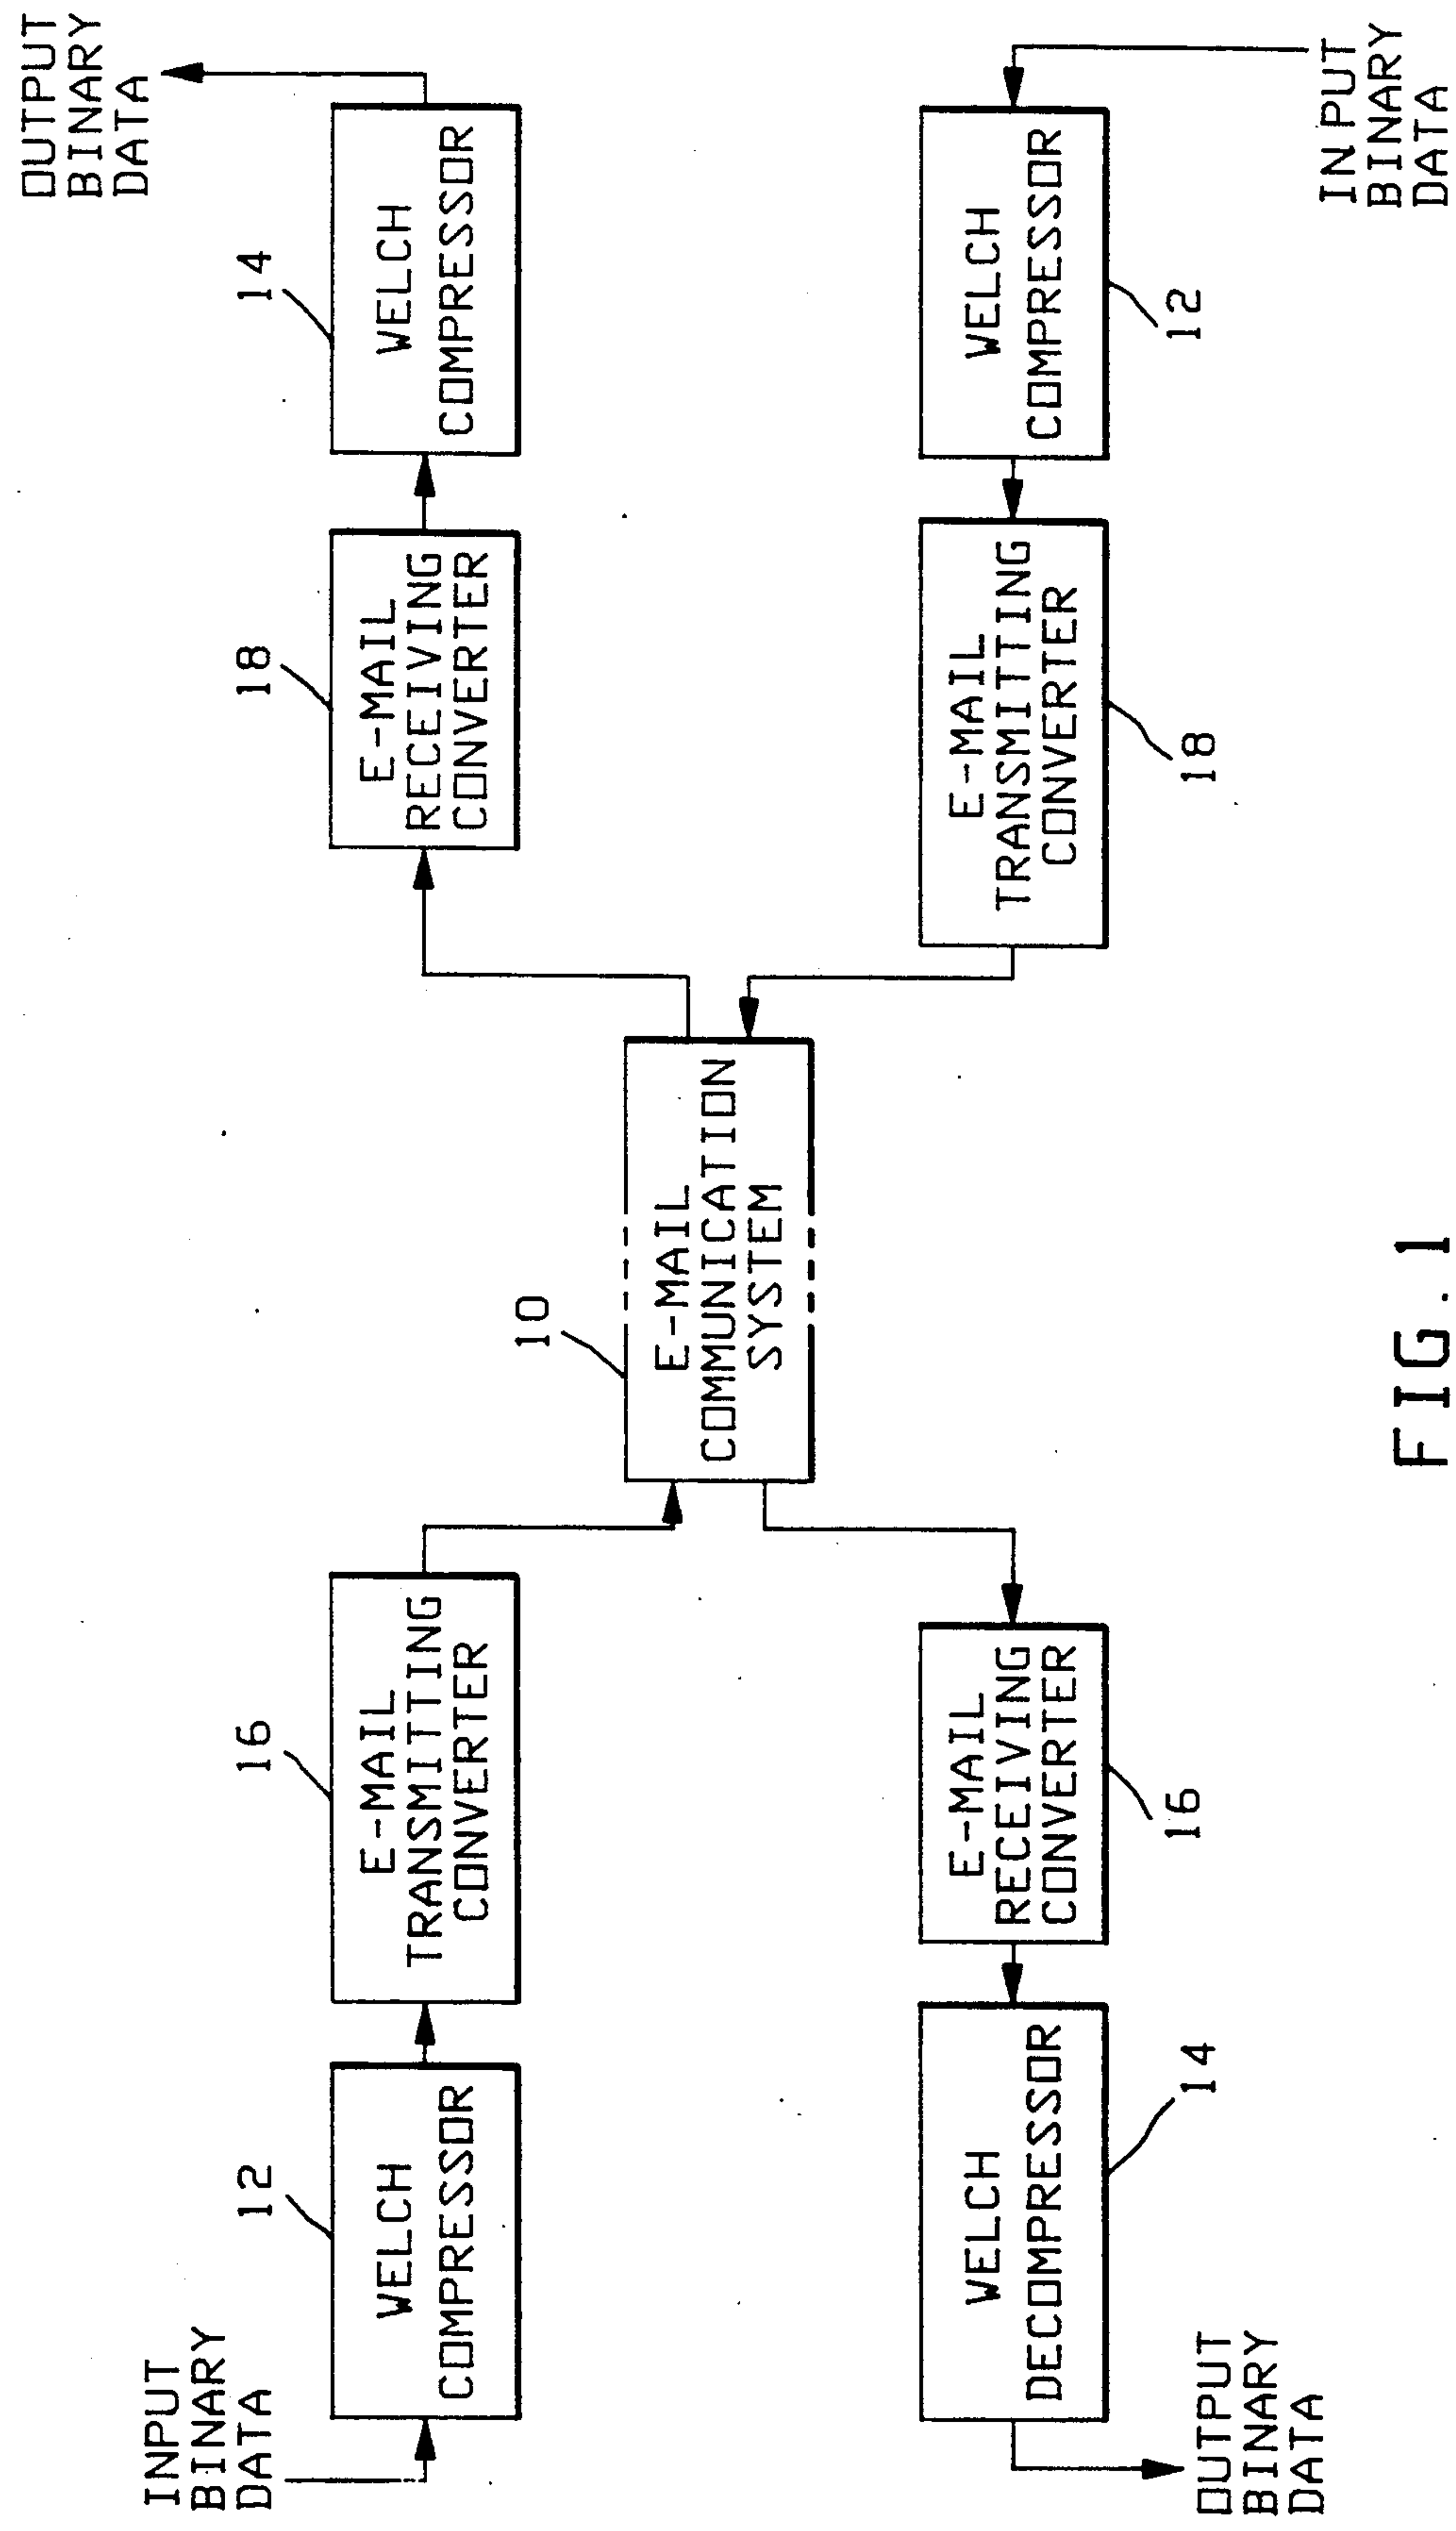 INPUT
BINARY
DATA
12
WELCH
COMPRESSOR
16
E-MAIL
TRANSMITTING
CONVERTER
10
E-MAIL
COMMUNICATION
SYSTEM
18
E-MAIL
RECEIVING
CONVERTER
14
WELCH
COMPRESSOR
OUTPUT
BINARY
DATA
OUTPUT
BINARY
DATA
WELCH
DECOMPRESSOR
14
E-MAIL
RECEIVING
CONVERTER
16
E-MAIL
TRANSMITTING
CONVERTER
18
WELCH
COMPRESSOR
12
INPUT
BINARY
DATA
FIG. 1